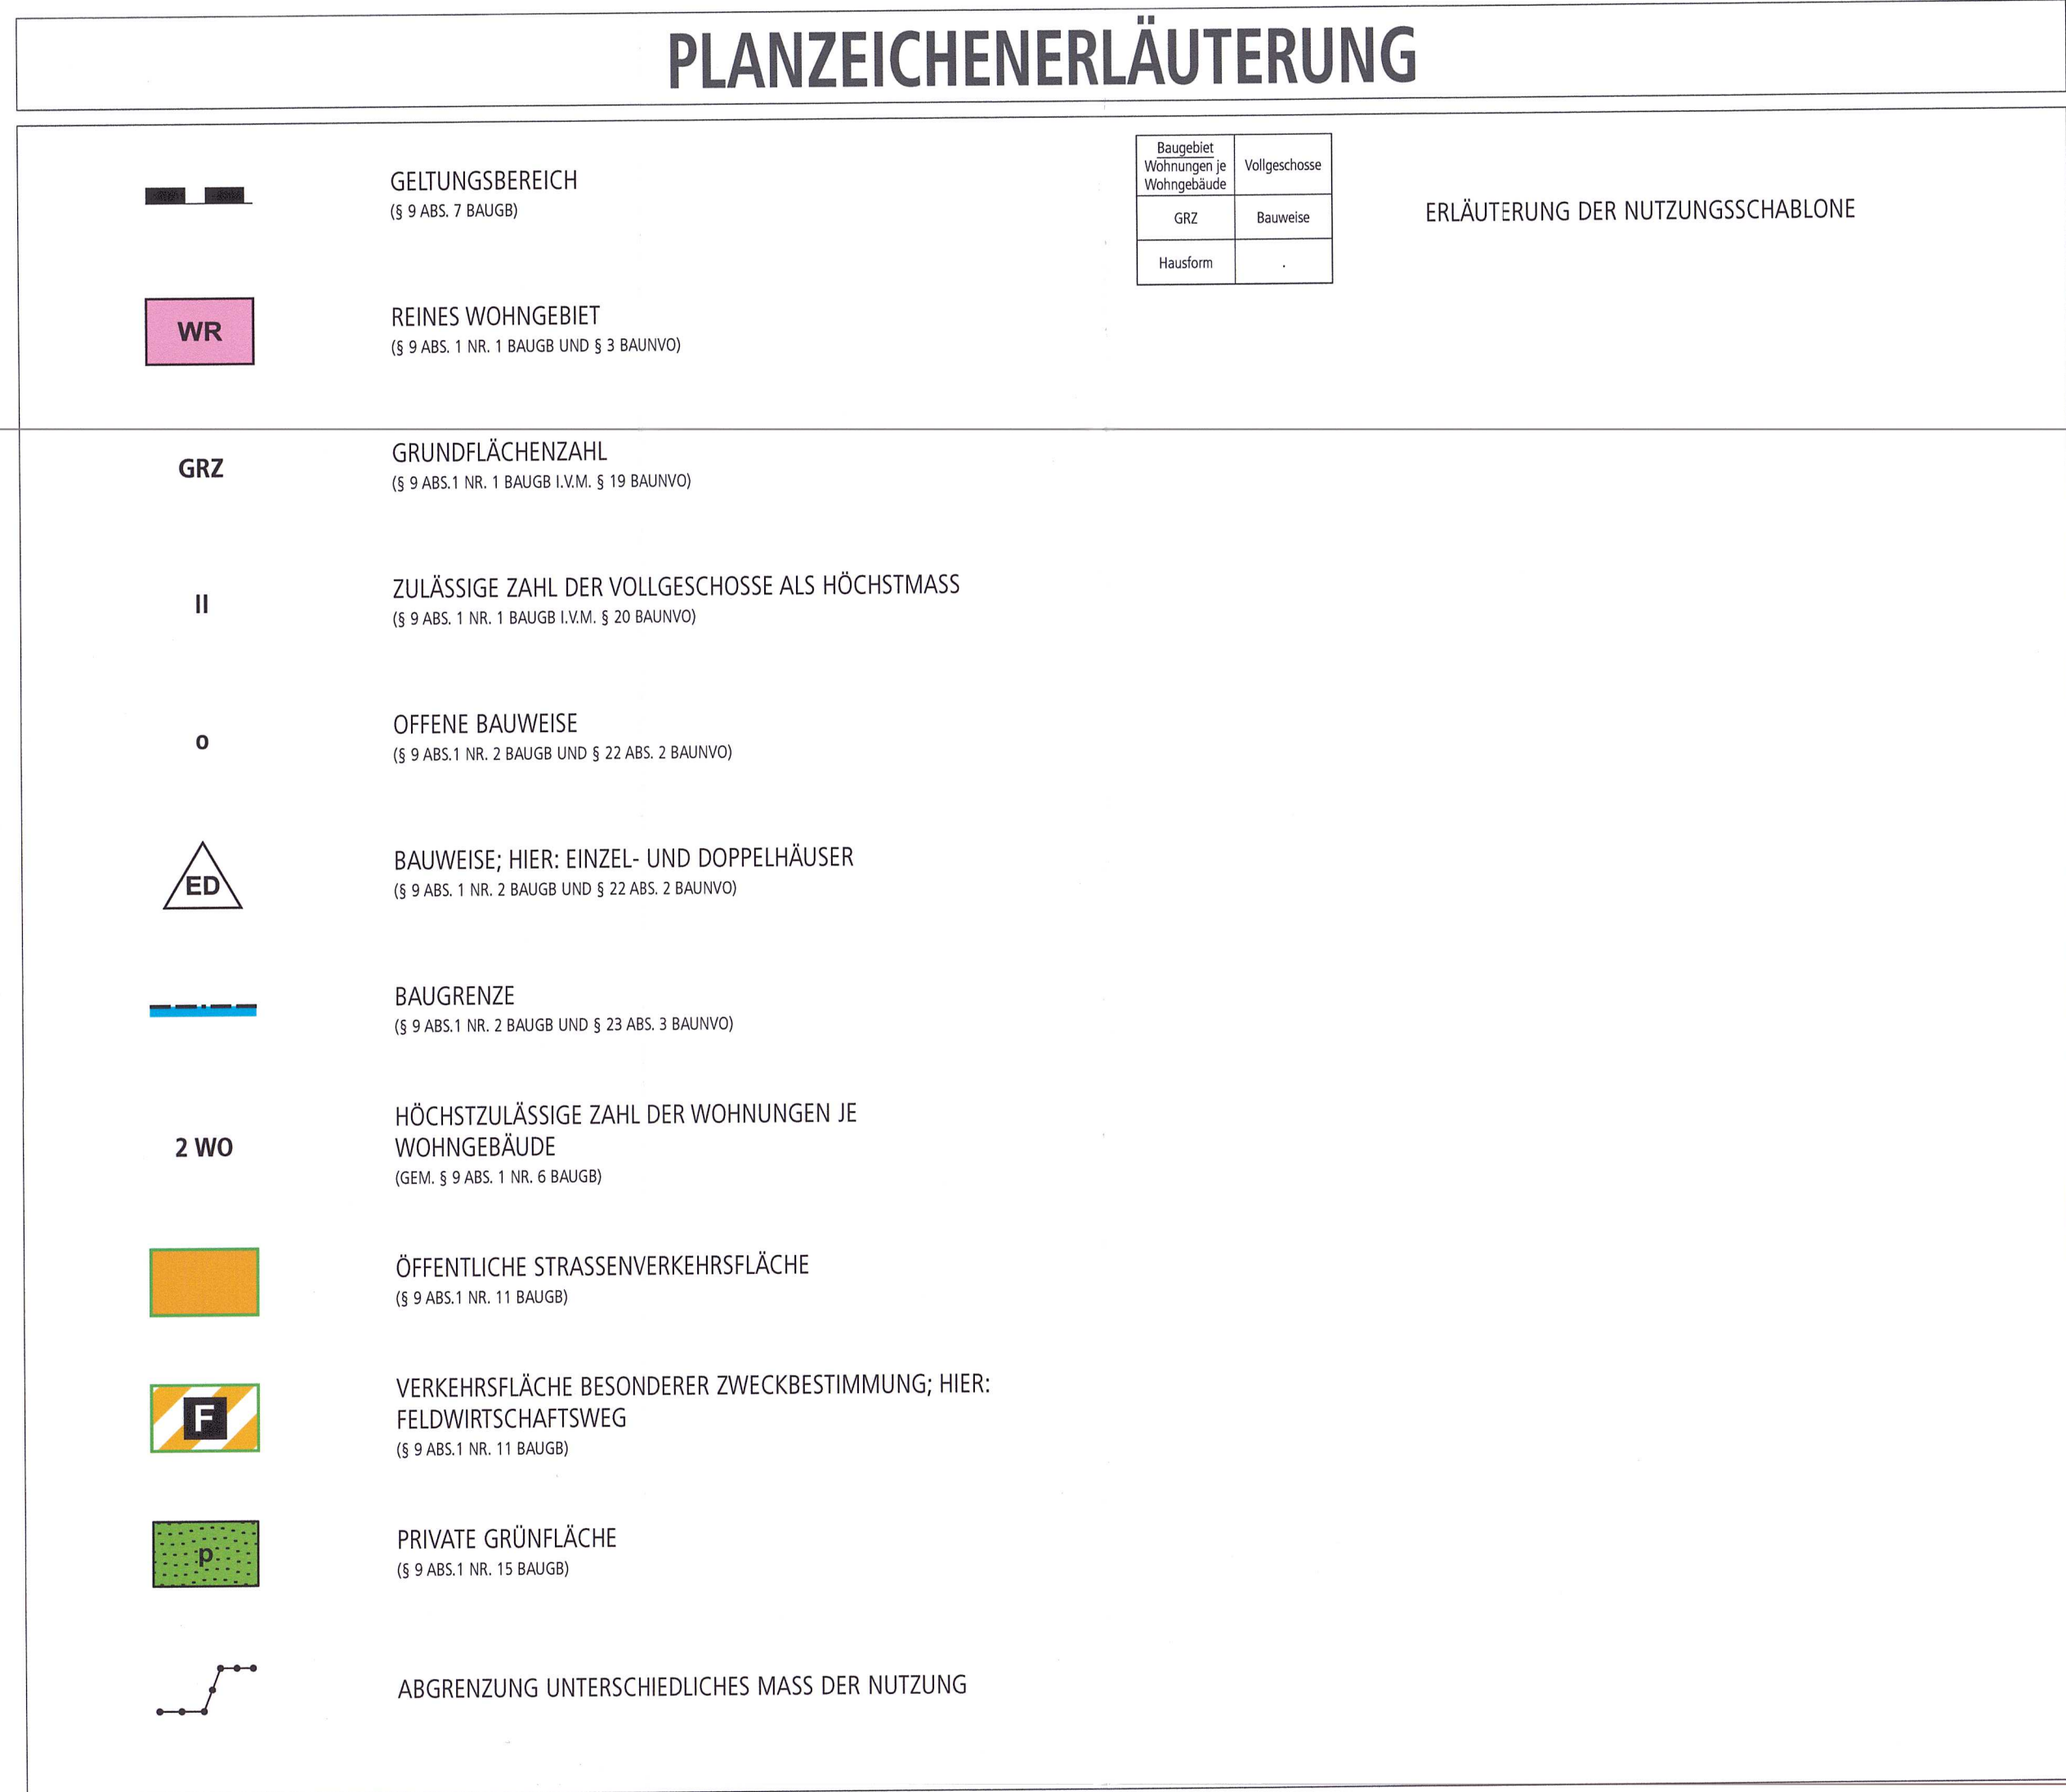 PLANZEICHENERLÄUTERUNG
GELTUNGSBEREICH
(§ 9 ABS. 7 BAUGB)
WR
REINES WOHNGEBIET
(§ 9 ABS. 1 NR. 1 BAUGB UND § 3 BAUNVO)
GRZ
GRUNDFLÄCHENZAHL
(§ 9 ABS.1 NR. 1 BAUGB I.V.M. § 19 BAUNVO)
II
ZULÄSSIGE ZAHL DER VOLLGESCHOSSE ALS HÖCHSTMASS
(§ 9 ABS. 1 NR. 1 BAUGB I.V.M. § 20 BAUNVO)
o
OFFENE BAUWEISE
(§ 9 ABS.1 NR. 2 BAUGB UND § 22 ABS. 2 BAUNVO)
ED
BAUWEISE; HIER: EINZEL- UND DOPPELHÄUSER
(§ 9 ABS. 1 NR. 2 BAUGB UND § 22 ABS. 2 BAUNVO)
BAUGRENZE
(§ 9 ABS.1 NR. 2 BAUGB UND § 23 ABS. 3 BAUNVO)
2 WO
HÖCHSTZULÄSSIGE ZAHL DER WOHNUNGEN JE
WOHNGEBÄUDE
(GEM. § 9 ABS. 1 NR. 6 BAUGB)
ÖFFENTLICHE STRASSENVERKEHRSFLÄCHE
(§ 9 ABS.1 NR. 11 BAUGB)
F
VERKEHRSFLÄCHE BESONDERER ZWECKBESTIMMUNG; HIER:
FELDWIRTSCHAFTSWEG
(§ 9 ABS.1 NR. 11 BAUGB)
p
PRIVATE GRÜNFLÄCHE
(§ 9 ABS.1 NR. 15 BAUGB)
ABGRENZUNG UNTERSCHIEDLICHES MASS DER NUTZUNG
Baugebiet
Wohnungen je
Wohngebäude
Vollgeschosse
GRZ
Bauweise
Hausform
.
ERLÄUTERUNG DER NUTZUNGSSCHABLONE